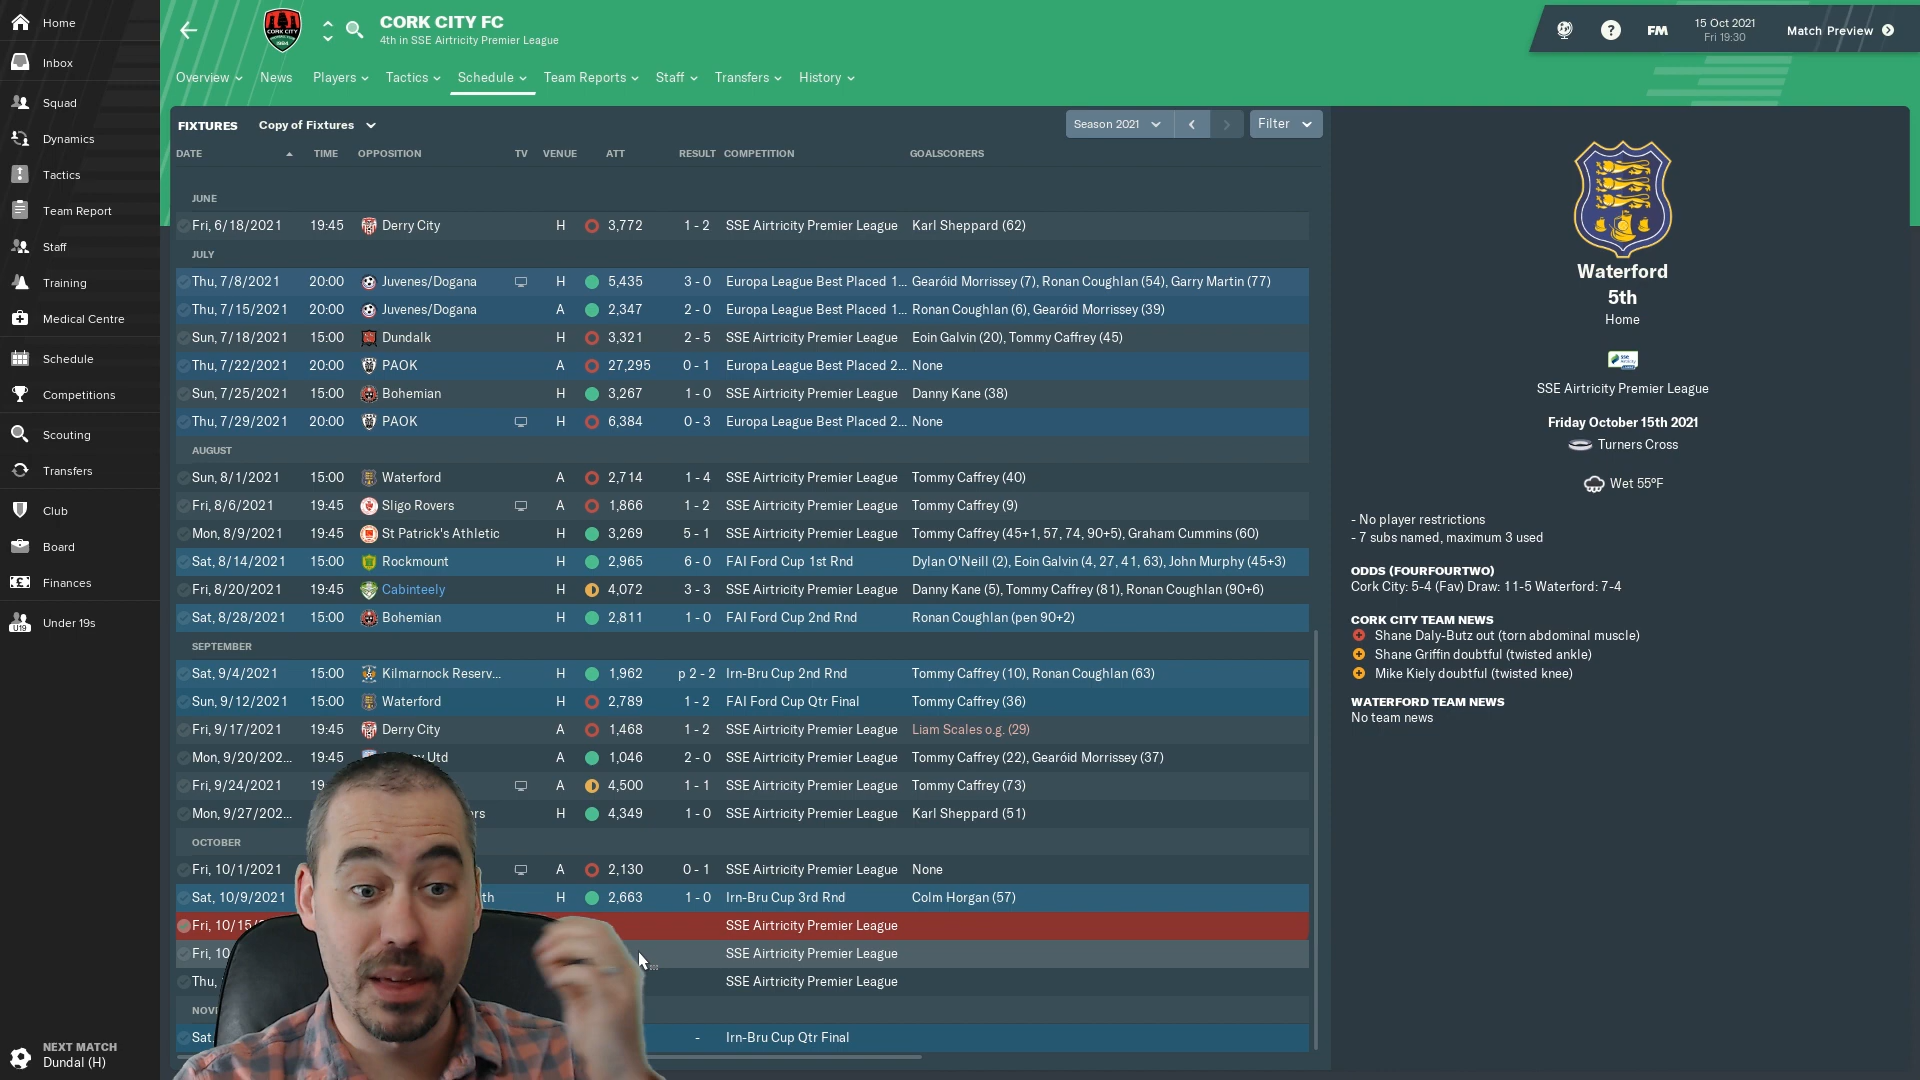 Home
Inbox
Squad
Dynamics
Tactics
Team Report
Staff
Training
Medical Centre
Schedule
Competitions
Scouting
Transfers
Club
Board
Finances
Under 19s
NEXT MATCH
Dundal (H)
CORK CITY FC
4th in SSE Airtricity Premier League
FM
15 Oct 2021
Fri 19:30
Match Preview
Overview News Players Tactics Schedule Team Reports Staff Transfers History
FIXTURES Copy of Fixtures Season 2021 Filter
DATE TIME OPPOSITION TV VENUE ATT RESULT COMPETITION GOALSCORERS
JUNE
Fri, 6/18/2021 19:45 Derry City H 3,772 1 - 2 SSE Airtricity Premier League Karl Sheppard (62)
JULY
Thu, 7/8/2021 20:00 Juvenes/Dogana H 5,435 3 - 0 Europa League Best Placed 1... Gearóid Morrissey (7), Ronan Coughlan (54), Garry Martin (77)
Thu, 7/15/2021 20:00 Juvenes/Dogana A 2,347 2 - 0 Europa League Best Placed 1... Ronan Coughlan (6), Gearóid Morrissey (39)
Sun, 7/18/2021 15:00 Dundalk H 3,321 2 - 5 SSE Airtricity Premier League Eoin Galvin (20), Tommy Caffrey (45)
Thu, 7/22/2021 20:00 PAOK A 27,295 0 - 1 Europa League Best Placed 2... None
Sun, 7/25/2021 15:00 Bohemian H 3,267 1 - 0 SSE Airtricity Premier League Danny Kane (38)
Thu, 7/29/2021 20:00 PAOK H 6,384 0 - 3 Europa League Best Placed 2... None
AUGUST
Sun, 8/1/2021 15:00 Waterford A 2,714 1 - 4 SSE Airtricity Premier League Tommy Caffrey (40)
Fri, 8/6/2021 19:45 Sligo Rovers A 1,866 1 - 2 SSE Airtricity Premier League Tommy Caffrey (9)
Mon, 8/9/2021 19:45 St Patrick's Athletic H 3,269 5 - 1 SSE Airtricity Premier League Tommy Caffrey (45+1, 57, 74, 90+5), Graham Cummins (60)
Sat, 8/14/2021 15:00 Rockmount H 2,965 6 - 0 FAI Ford Cup 1st Rnd Dylan O'Neill (2), Eoin Galvin (4, 27, 41, 63), John Murphy (45+3)
Fri, 8/20/2021 19:45 Cabinteely H 4,072 3 - 3 SSE Airtricity Premier League Danny Kane (5), Tommy Caffrey (81), Ronan Coughlan (90+6)
Sat, 8/28/2021 15:00 Bohemian H 2,811 1 - 0 FAI Ford Cup 2nd Rnd Ronan Coughlan (pen 90+2)
SEPTEMBER
Sat, 9/4/2021 15:00 Kilmarnock Reserv... H 1,962 p 2 - 2 Irn-Bru Cup 2nd Rnd Tommy Caffrey (10), Ronan Coughlan (63)
Sun, 9/12/2021 15:00 Waterford H 2,789 1 - 2 FAI Ford Cup Qtr Final Tommy Caffrey (36)
Fri, 9/17/2021 19:45 Derry City A 1,468 1 - 2 SSE Airtricity Premier League Liam Scales o.g. (29)
Mon, 9/20/202... 19:45 Utd A 1,046 2 - 0 SSE Airtricity Premier League Tommy Caffrey (22), Gearóid Morrissey (37)
Fri, 9/24/2021 19 A 4,500 1 - 1 SSE Airtricity Premier League Tommy Caffrey (73)
Mon, 9/27/202... rs H 4,349 1 - 0 SSE Airtricity Premier League Karl Sheppard (51)
OCTOBER
Fri, 10/1/2021 A 2,130 0 - 1 SSE Airtricity Premier League None
Sat, 10/9/2021 th H 2,663 1 - 0 Irn-Bru Cup 3rd Rnd Colm Horgan (57)
Fri, 10/15/ SSE Airtricity Premier League
Fri, 10 SSE Airtricity Premier League
Thu, SSE Airtricity Premier League
NOV
Sat, - Irn-Bru Cup Qtr Final
Waterford
5th
Home
SSE Airtricity Premier League
Friday October 15th 2021
Turners Cross
Wet 55ºF
- No player restrictions
- 7 subs named, maximum 3 used
ODDS (FOURFOURTWO)
Cork City: 5-4 (Fav) Draw: 11-5 Waterford: 7-4
CORK CITY TEAM NEWS
Shane Daly-Butz out (torn abdominal muscle)
Shane Griffin doubtful (twisted ankle)
Mike Kiely doubtful (twisted knee)
WATERFORD TEAM NEWS
No team news